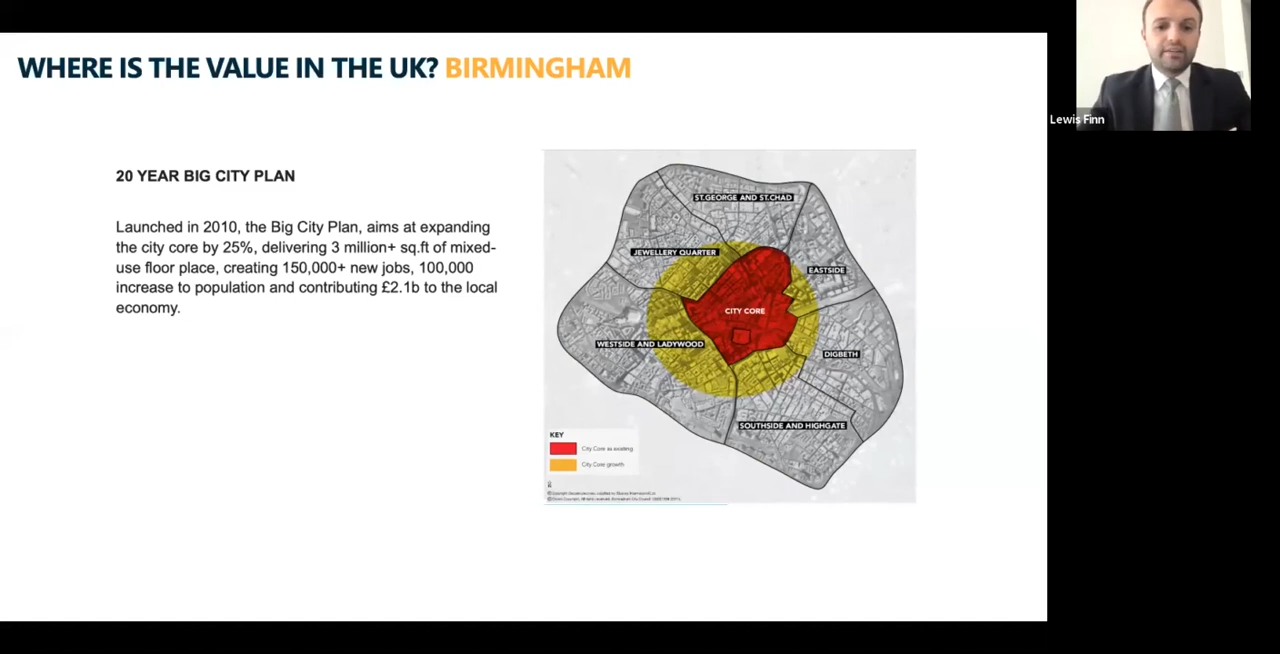 WHERE IS THE VALUE IN THE UK? BIRMINGHAM
Lewis Finn
20 YEAR BIG CITY PLAN
Launched in 2010, the Big City Plan, aims at expanding
the city core by 25%, delivering 3 million+ sq.ft of mixed-
use floor place, creating 150,000+ new jobs, 100,000
increase to population and contributing £2.1b to the local
economy.
ST.GEORGE AND ST.CHAD
JEWELLERY QUARTER
EASTSIDE
CITY CORE
WESTSIDE AND LADYWOOD
DIGBETH
SOUTHSIDE AND HIGHGATE
KEY
City Core as existing
City Core growth